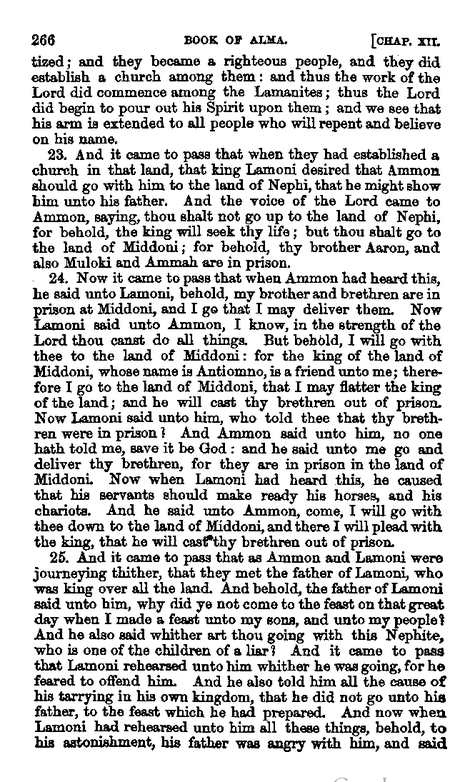 266 BOOK OF ALMA. [CHAP. XII.
tized; and they became a righteous people, and they did
establish a church among them: and thus the work of the
Lord did commence among the Lamanites; thus the Lord
did begin to pour out his Spirit upon them; and we see that
his arm is extended to all people who will repent and believe
on his name.
23. And it came to pass that when they had established a
church in that land, that king Lamoni desired that Ammon
should go with him to the land of Nephi, that he might show
him unto his father. And the voice of the Lord came to
Ammon, saying, thou shalt not go up to the land of Nephi,
for behold, the king will seek thy life; but thou shalt go to
the land of Middoni; for behold, thy brother Aaron, and
also Muloki and Ammah are in prison.
24. Now it came to pass that when Ammon had heard this,
he said unto Lamoni, behold, my brother and brethren are in
prison at Middoni, and I go that I may deliver them. Now
Lamoni said unto Ammon, I know, in the strength of the
Lord thou canst do all things. But behold, I will go with
thee to the land of Middoni: for the king of the land of
Middoni, whose name is Antiomno, is a friend unto me; there-
fore I go to the land of Middoni, that I may flatter the king
of the land; and he will cast thy brethren out of prison.
Now Lamoni said unto him, who told thee that thy breth-
ren were in prison? And Ammon said unto him, no one
hath told me, save it be God: and he said unto me go and
deliver thy brethren, for they are in prison in the land of
Middoni. Now when Lamoni had heard this, he caused
that his servants should make ready his horses, and his
chariots. And he said unto Ammon, come, I will go with
thee down to the land of Middoni, and there I will plead with
the king, that he will cast thy brethren out of prison.
25. And it came to pass that as Ammon and Lamoni were
journeying thither, that they met the father of Lamoni, who
was king over all the land. And behold, the father of Lamoni
said unto him, why did ye not come to the feast on that great
day when I made a feast unto my sons, and unto my people?
And he also said whither art thou going with this Nephite,
who is one of the children of a liar? And it came to pass
that Lamoni rehearsed unto him whither he was going, for he
feared to offend him. And he also told him all the cause of
his tarrying in his own kingdom, that he did not go unto his
father, to the feast which he had prepared. And now when
Lamoni had rehearsed unto him all these things, behold, to
his astonishment, his father was angry with him, and said